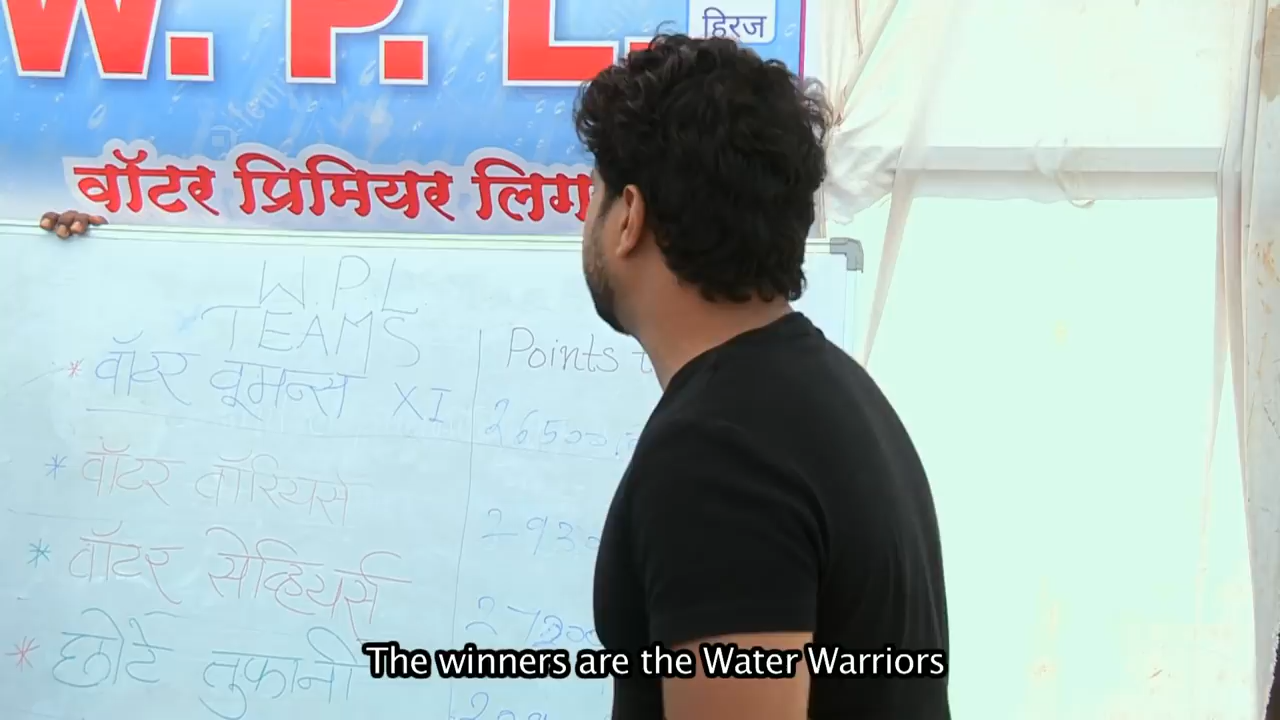 W. P. L.
हिरज
वॉटर प्रिमियर लिग
W.P.L
TEAMS
Points
* वॉटर वूमन्स XI
* वॉटर वॉरियर्स
* वॉटर सेव्हियर्स
* छोटे तुफानी
The winners are the Water Warriors